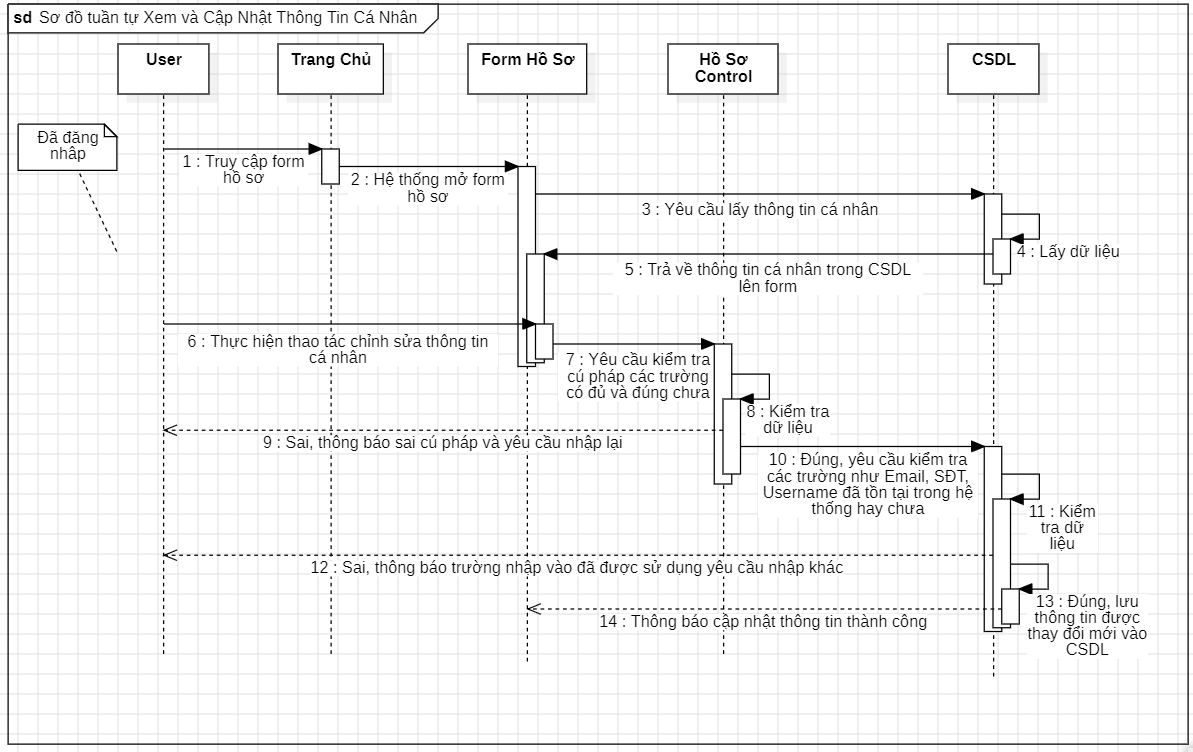 sd Sơ đồ tuần tự Xem và Cập Nhật Thông Tin Cá Nhân
User
Trang Chủ
Form Hồ Sơ
Hồ Sơ
Control
CSDL
Đã đăng
nhâp
1 : Truy cập form
hồ sơ
2 : Hệ thống mở form
hồ sơ
3 : Yêu cầu lấy thông tin cá nhân
4 : Lấy dữ liệu
5 : Trả về thông tin cá nhân trong CSDL
lên form
6 : Thực hiện thao tác chỉnh sửa thông tin
cá nhân
7 : Yêu cầu kiểm tra
cú pháp các trường
có đủ và đúng chưa
8 : Kiểm tra
dữ liệu
9 : Sai, thông báo sai cú pháp và yêu cầu nhập lại
10 : Đúng, yêu cầu kiểm tra
các trường như Email, SĐT,
Username đã tồn tại trong hệ
thống hay chưa
11 : Kiểm
tra dữ
liệu
12 : Sai, thông báo trường nhập vào đã được sử dụng yêu cầu nhập khác
13 : Đúng, lưu
thông tin được
thay đổi mới vào
CSDL
14 : Thông báo cập nhật thông tin thành công